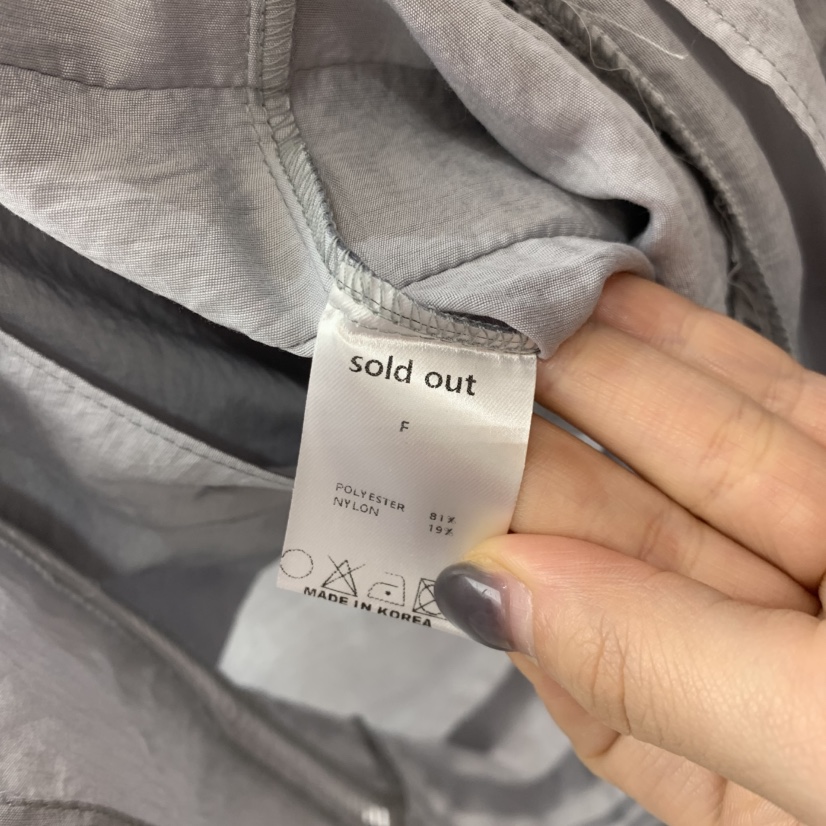 sold out
F
POLYESTER 81%
NYLON 19%
MADE IN KOREA